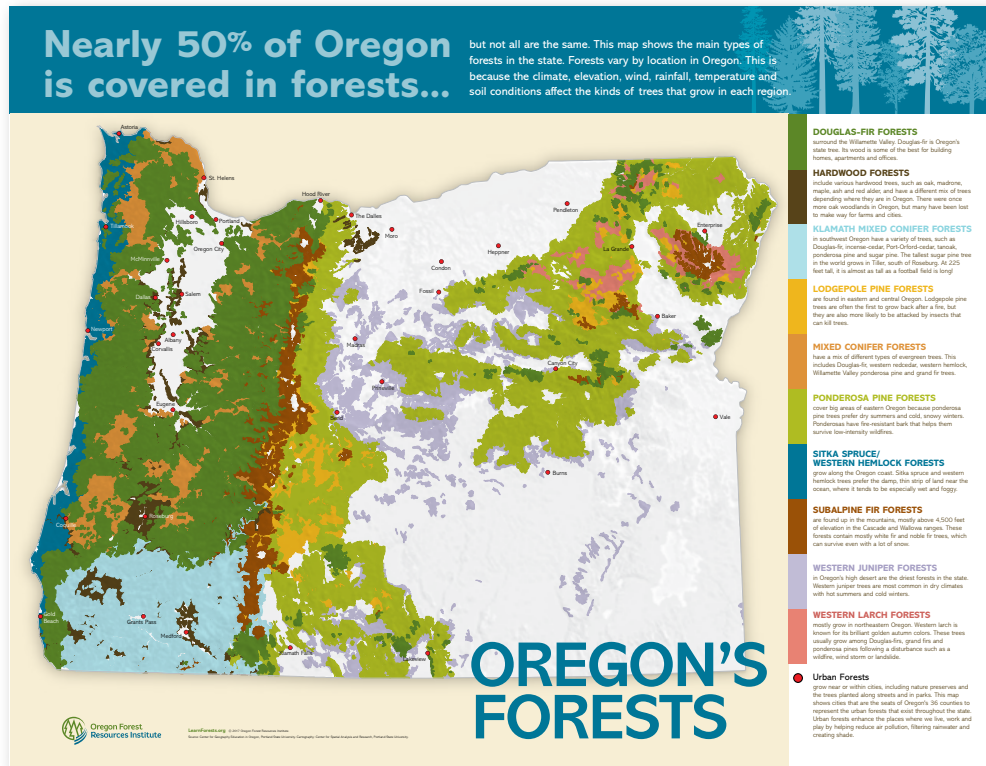 Nearly 50% of Oregon
is covered in forests...
but not all are the same. This map shows the main types of
forests in the state. Forests vary by location in Oregon. This is
because the climate, elevation, wind, rainfall, temperature and
soil conditions affect the kinds of trees that grow in each region.
Astoria
St. Helens
Hood River
Tillamook
Hillsboro
Portland
The Dalles
Moro
Pendleton
Enterprise
Oregon City
Heppner
La Grande
McMinnville
Condon
Dallas
Salem
Fossil
Baker
Newport
Albany
Corvallis
Madras
Canyon City
Prineville
Eugene
Bend
Vale
Burns
Roseburg
Coquille
Gold
Beach
Grants Pass
Medford
Klamath Falls
Lakeview
OREGON'S
FORESTS
Oregon Forest
Resources Institute
LearnForests.org © 2017 Oregon Forest Resources Institute
Source: Center for Geography Education in Oregon, Portland State University; Cartography: Center for Spatial Analysis and Research, Portland State University
DOUGLAS-FIR FORESTS
surround the Willamette Valley. Douglas-fir is Oregon's
state tree. Its wood is some of the best for building
homes, apartments and offices.
HARDWOOD FORESTS
include various hardwood trees, such as oak, madrone,
maple, ash and red alder, and have a different mix of trees
depending where they are in Oregon. There were once
more oak woodlands in Oregon, but many have been lost
to make way for farms and cities.
KLAMATH MIXED CONIFER FORESTS
in southwest Oregon have a variety of trees, such as
Douglas-fir, incense-cedar, Port-Orford-cedar, tanoak,
ponderosa pine and sugar pine. The tallest sugar pine tree
in the world grows in Tiller, south of Roseburg. At 225
feet tall, it is almost as tall as a football field is long!
LODGEPOLE PINE FORESTS
are found in eastern and central Oregon. Lodgepole pine
trees are often the first to grow back after a fire, but
they are also more likely to be attacked by insects that
can kill trees.
MIXED CONIFER FORESTS
have a mix of different types of evergreen trees. This
includes Douglas-fir, western redcedar, western hemlock,
Willamette Valley ponderosa pine and grand fir trees.
PONDEROSA PINE FORESTS
cover big areas of eastern Oregon because ponderosa
pine trees prefer dry summers and cold, snowy winters.
Ponderosas have fire-resistant bark that helps them
survive low-intensity wildfires.
SITKA SPRUCE/
WESTERN HEMLOCK FORESTS
grow along the Oregon coast. Sitka spruce and western
hemlock trees prefer the damp, thin strip of land near the
ocean, where it tends to be especially wet and foggy.
SUBALPINE FIR FORESTS
are found up in the mountains, mostly above 4,500 feet
of elevation in the Cascade and Wallowa ranges. These
forests contain mostly white fir and noble fir trees, which
can survive even with a lot of snow.
WESTERN JUNIPER FORESTS
in Oregon's high desert are the driest forests in the state.
Western juniper trees are most common in dry climates
with hot summers and cold winters.
WESTERN LARCH FORESTS
mostly grow in northeastern Oregon. Western larch is
known for its brilliant golden autumn colors. These trees
usually grow among Douglas-firs, grand firs and
ponderosa pines following a disturbance such as a
wildfire, wind storm or landslide.
Urban Forests
grow near or within cities, including nature preserves and
the trees planted along streets and in parks. This map
shows cities that are the seats of Oregon's 36 counties to
represent the urban forests that exist throughout the state.
Urban forests enhance the places where we live, work and
play by helping reduce air pollution, filtering rainwater and
creating shade.